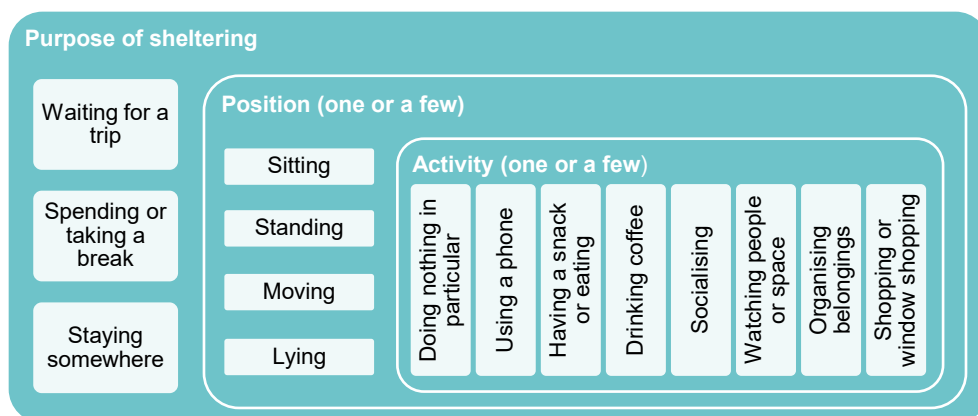 Purpose of sheltering
Waiting for a
trip
Spending or
taking a
break
Staying
somewhere
Position (one or a few)
Sitting
Standing
Moving
Lying
Activity (one or a few)
Doing nothing in
particular
Using a phone
Having a snack
or eating
Drinking coffee
Socialising
Watching people
or space
Organising
belongings
Shopping or
window shopping